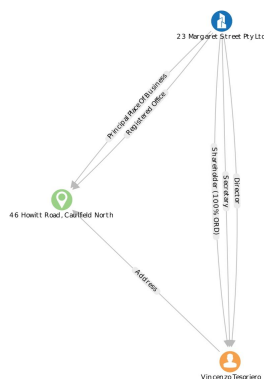 23 Margaret Street Pty Ltd
Principal Place Of Business
Registered Office
Shareholder (100% ORD)
Secretary
Director
46 Howitt Road, Caulfield North
Address
Vincenzo Tesoriero